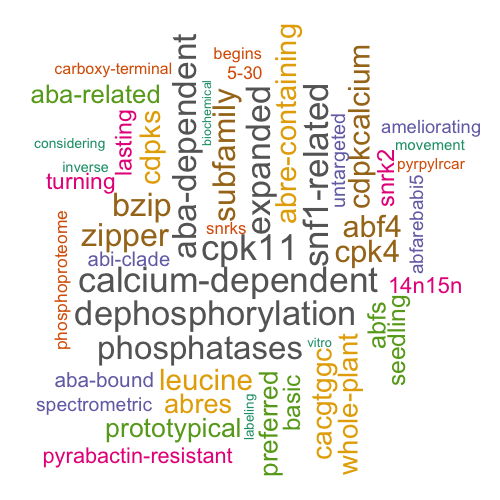 begins
carboxy-terminal
5-30
aba-related
aba-dependent
biochemical
subfamily
expanded
abre-containing
snf1-related
untargeted
cdpkcalcium
ameliorating
considering
lasting
cdpks
movement
inverse
turning
snrk2
pyrpylrcar
bzip
zipper
snrks
cpk11
abf4
cpk4
abfarebabi5
phosphoproteome
abi-clade
calcium-dependent
14n15n
dephosphorylation
abfs
seedling
phosphatases
vitro
cacgtggc
whole-plant
aba-bound
leucine
preferred
basic
spectrometric
abres
labeling
prototypical
pyrabactin-resistant